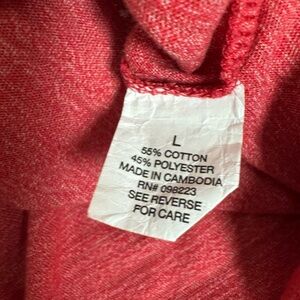 L
55% COTTON
45% POLYESTER
MADE IN CAMBODIA
RN# 098223
SEE REVERSE
FOR CARE